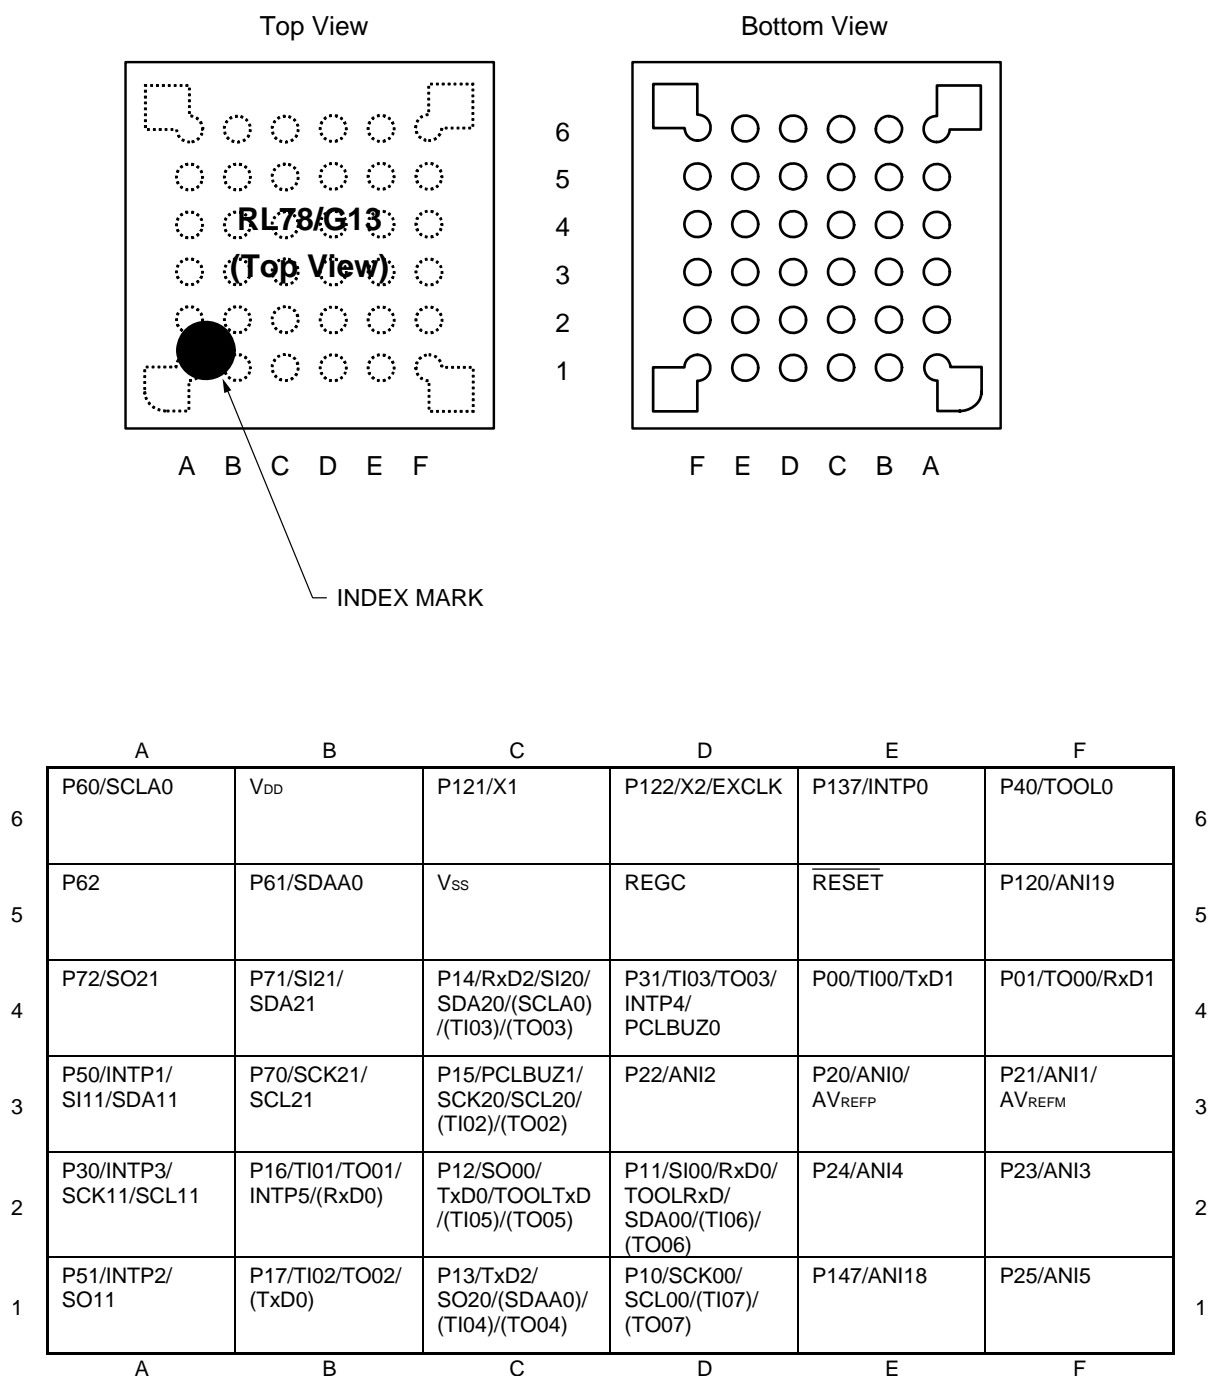 Top View
Bottom View
RL78/G13
(Top View)
6
5
4
3
2
1
A B C D E F
F E D C B A
INDEX MARK
A B C D E F
6 P60/SCLA0 VDD P121/X1 P122/X2/EXCLK P137/INTP0 P40/TOOL0 6
5 P62 P61/SDAA0 VSS REGC RESET P120/ANI19 5
4 P72/SO21 P71/SI21/
SDA21 P14/RxD2/SI20/
SDA20/(SCLA0)
/(TI03)/(TO03) P31/TI03/TO03/
INTP4/
PCLBUZ0 P00/TI00/TxD1 P01/TO00/RxD1 4
3 P50/INTP1/
SI11/SDA11 P70/SCK21/
SCL21 P15/PCLBUZ1/
SCK20/SCL20/
(TI02)/(TO02) P22/ANI2 P20/ANI0/
AVREFP P21/ANI1/
AVREFM 3
2 P30/INTP3/
SCK11/SCL11 P16/TI01/TO01/
INTP5/(RxD0) P12/SO00/
TxD0/TOOLTxD
/(TI05)/(TO05) P11/SI00/RxD0/
TOOLRxD/
SDA00/(TI06)/
(TO06) P24/ANI4 P23/ANI3 2
1 P51/INTP2/
SO11 P17/TI02/TO02/
(TxD0) P13/TxD2/
SO20/(SDAA0)/
(TI04)/(TO04) P10/SCK00/
SCL00/(TI07)/
(TO07) P147/ANI18 P25/ANI5 1
A B C D E F